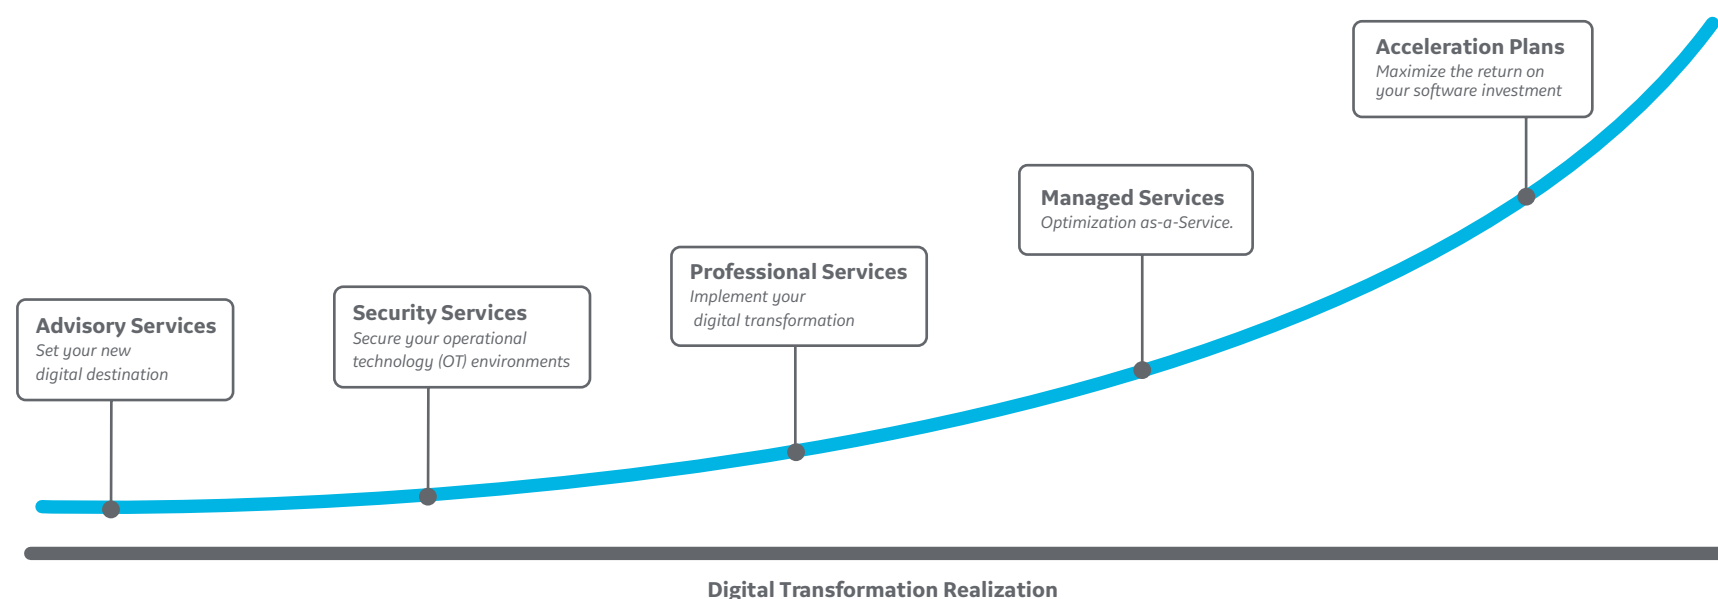 Advisory Services
Set your new
digital destination
Security Services
Secure your operational
technology (OT) environments
Professional Services
Implement your
digital transformation
Managed Services
Optimization as-a-Service.
Acceleration Plans
Maximize the return on
your software investment
Digital Transformation Realization